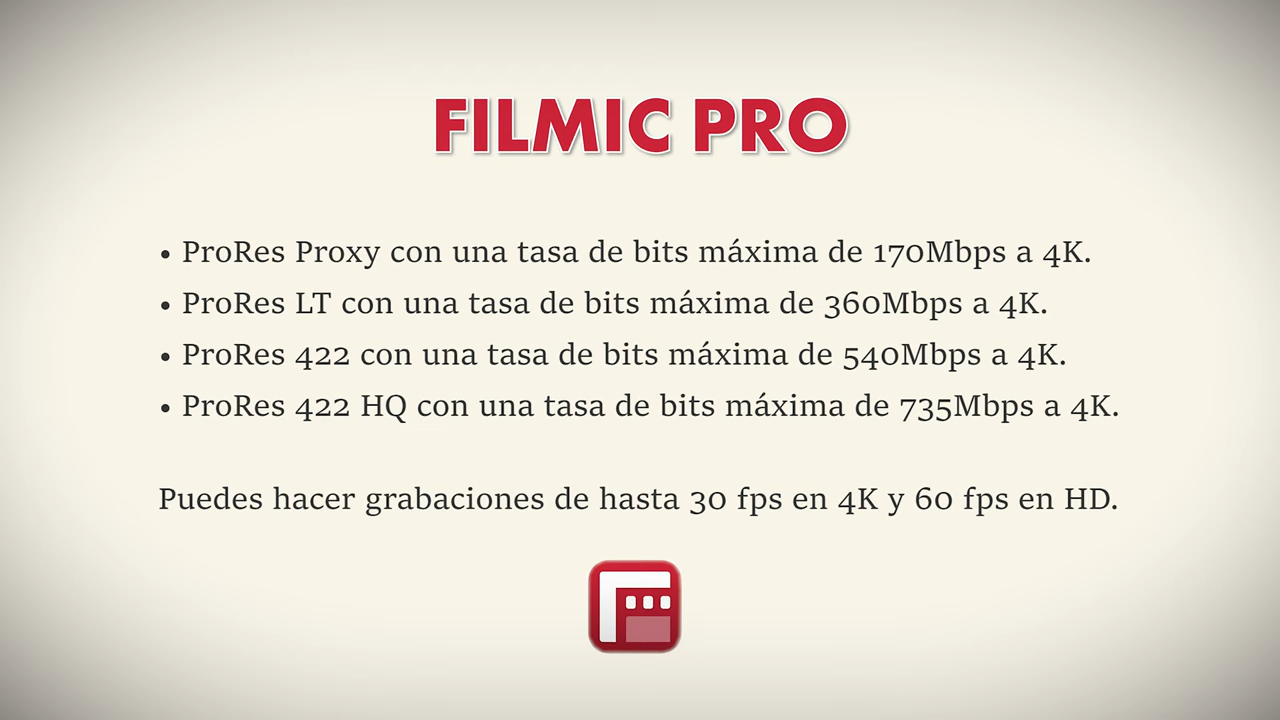 FILMIC PRO
• ProRes Proxy con una tasa de bits máxima de 170Mbps a 4K.
• ProRes LT con una tasa de bits máxima de 360Mbps a 4K.
• ProRes 422 con una tasa de bits máxima de 540Mbps a 4K.
• ProRes 422 HQ con una tasa de bits máxima de 735Mbps a 4K.
Puedes hacer grabaciones de hasta 30 fps en 4K y 60 fps en HD.